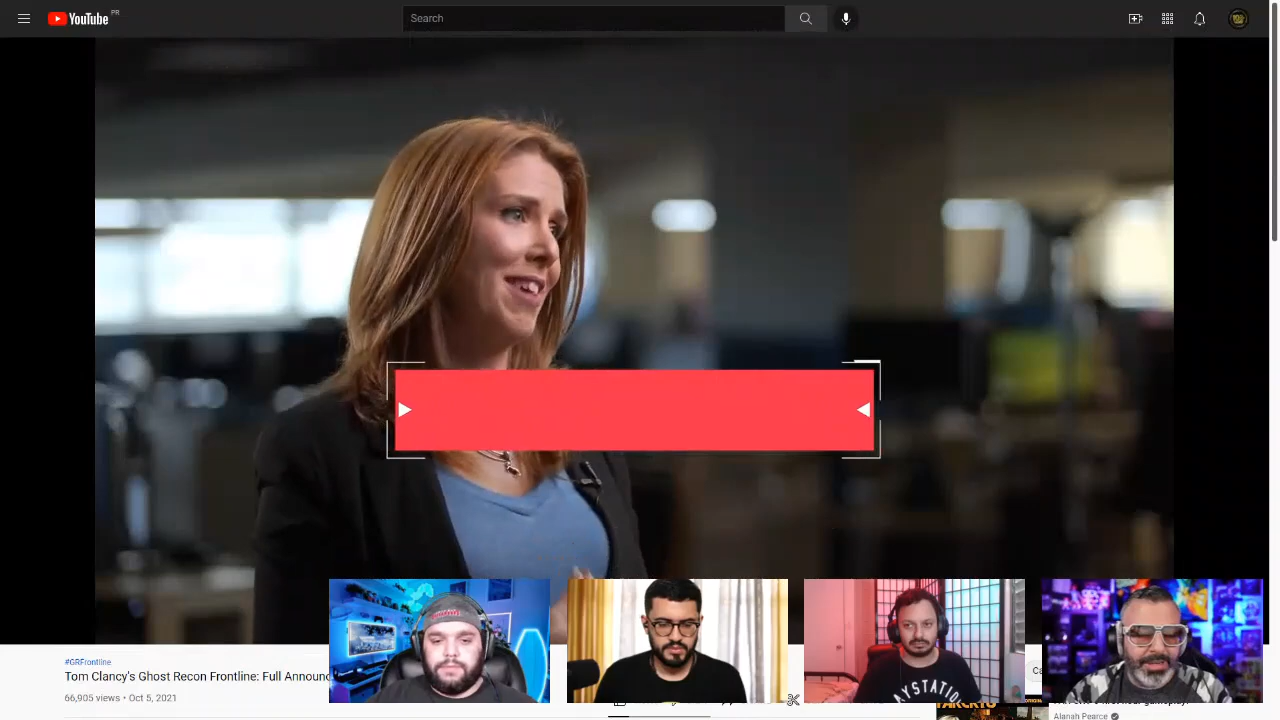 YouTube PR
Search
#GRFrontline
Tom Clancy's Ghost Recon Frontline: Full Announc
66,905 views • Oct 5, 2021
AYSTATIO
Alanah Pearce